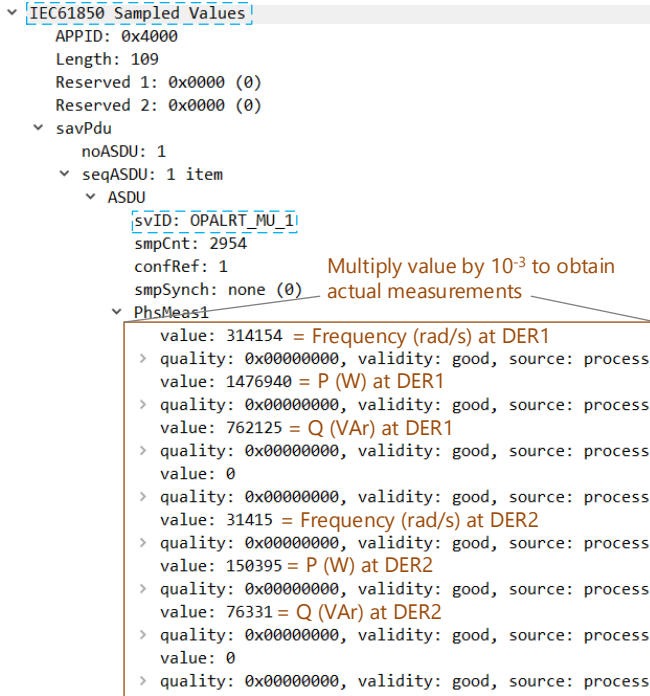 IEC61850 Sampled Values
APPID: 0x4000
Length: 109
Reserved 1: 0x0000 (0)
Reserved 2: 0x0000 (0)
savPdu
noASDU: 1
seqASDU: 1 item
ASDU
svID: OPALRT_MU_1
smpCnt: 2954
confRef: 1
smpSynch: none (0)
Multiply value by 10⁻³ to obtain
actual measurements
PhsMeas1
value: 314154 = Frequency (rad/s) at DER1
quality: 0x00000000, validity: good, source: process
value: 1476940 = P (W) at DER1
quality: 0x00000000, validity: good, source: process
value: 762125 = Q (VAr) at DER1
quality: 0x00000000, validity: good, source: process
value: 0
quality: 0x00000000, validity: good, source: process
value: 31415 = Frequency (rad/s) at DER2
quality: 0x00000000, validity: good, source: process
value: 150395 = P (W) at DER2
quality: 0x00000000, validity: good, source: process
value: 76331 = Q (VAr) at DER2
quality: 0x00000000, validity: good, source: process
value: 0
quality: 0x00000000, validity: good, source: process